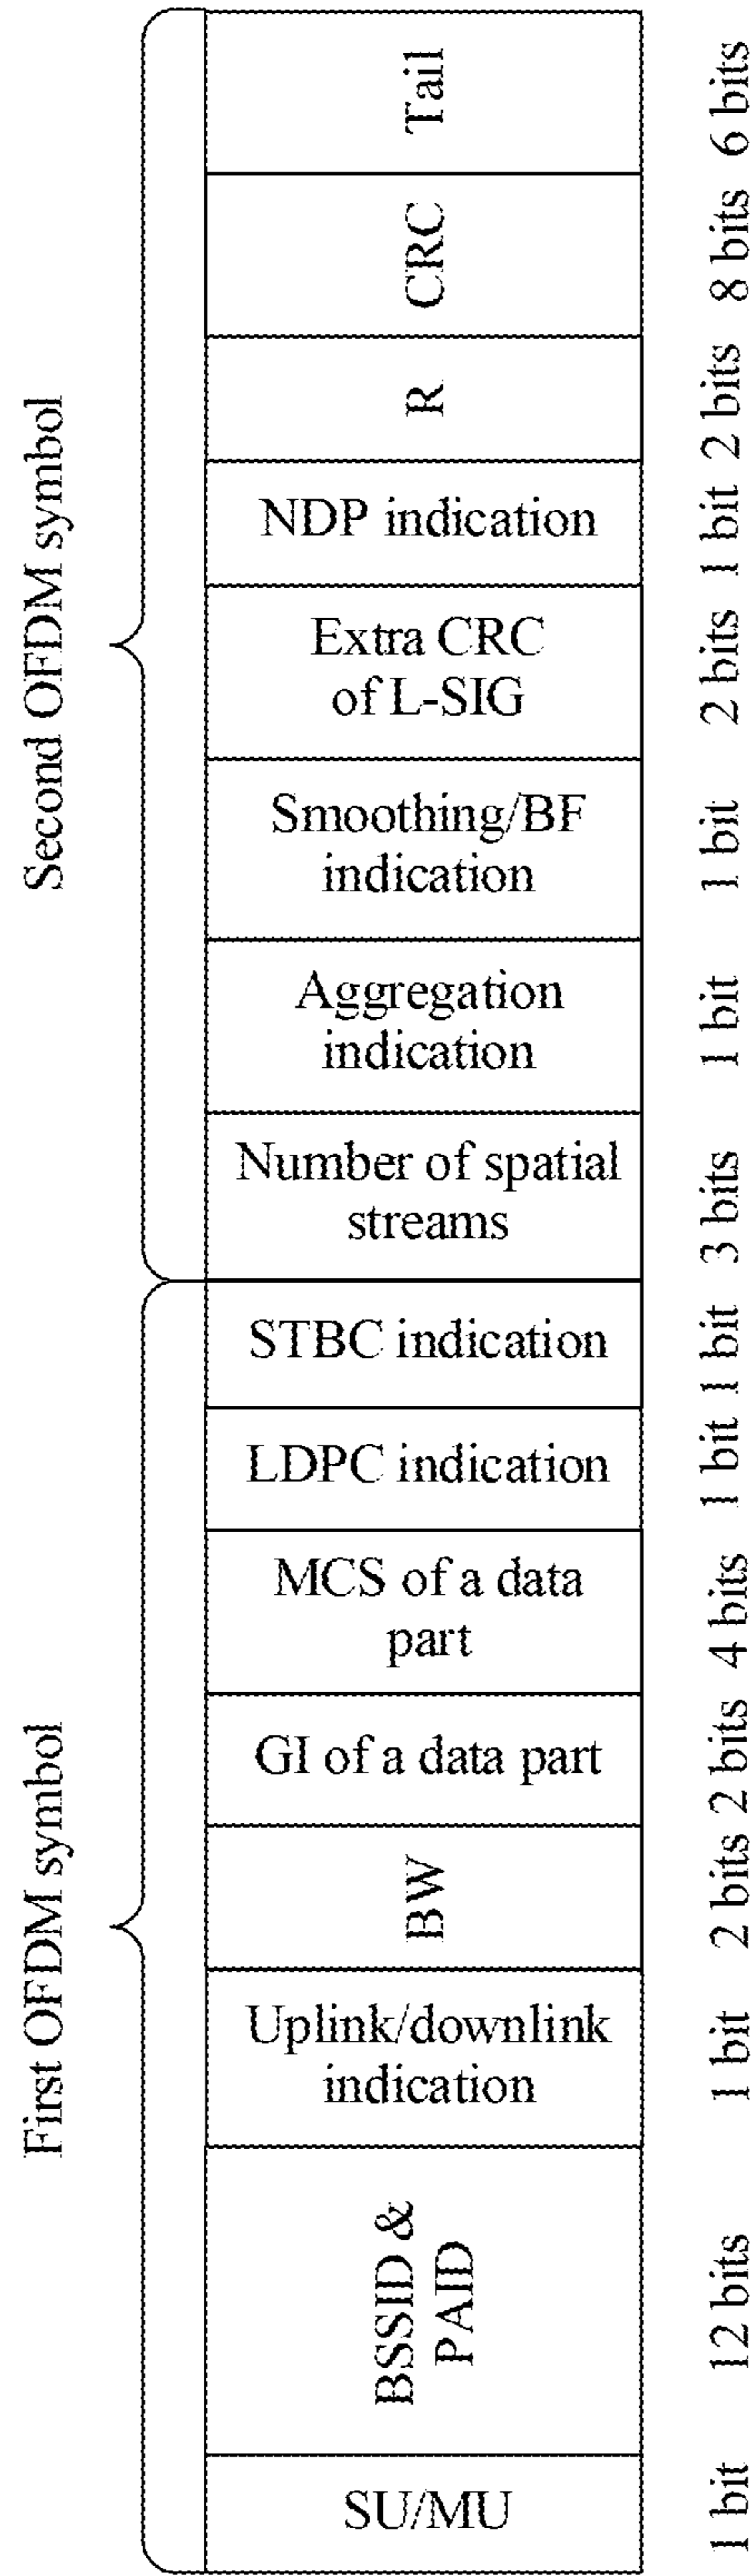 First OFDM symbol
Second OFDM symbol
SU/MU
BSSID &
PAID
Uplink/downlink
indication
BW
GI of a data part
MCS of a data
part
LDPC indication
STBC indication
Number of spatial
streams
Aggregation
indication
Smoothing/BF
indication
Extra CRC
of L-SIG
NDP indication
R
CRC
Tail
1 bit
12 bits
1 bit
2 bits
2 bits
4 bits
1 bit
1 bit
3 bits
1 bit
1 bit
2 bits
1 bit
2 bits
8 bits
6 bits